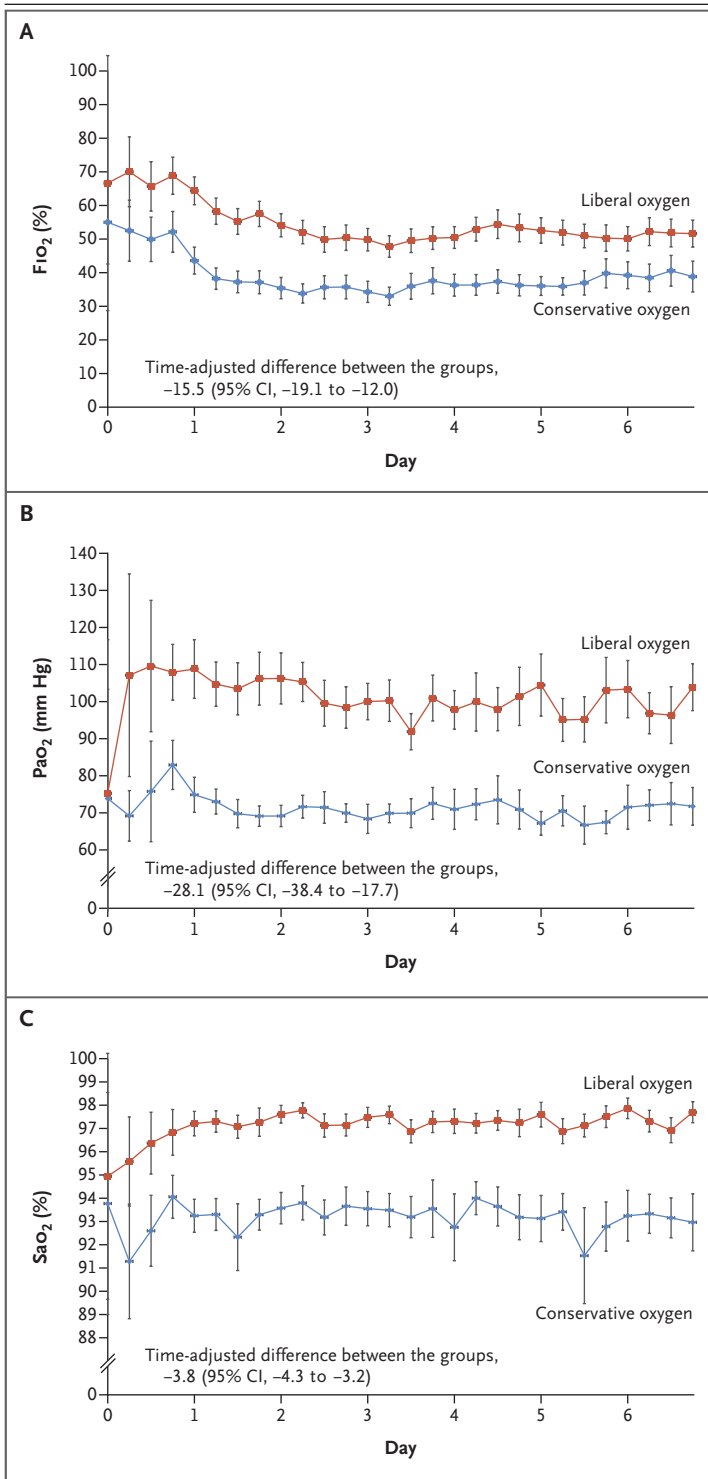 A
100
90
80
70
60
50
40
30
20
10
0
FIO2 (%)
Liberal oxygen
Conservative oxygen
Time-adjusted difference between the groups,
−15.5 (95% CI, −19.1 to −12.0)
0 1 2 3 4 5 6
Day
B
140
130
120
110
100
90
80
70
60
0
PaO2 (mm Hg)
Liberal oxygen
Conservative oxygen
Time-adjusted difference between the groups,
−28.1 (95% CI, −38.4 to −17.7)
0 1 2 3 4 5 6
Day
C
100
99
98
97
96
95
94
93
92
91
90
89
88
0
SaO2 (%)
Liberal oxygen
Conservative oxygen
Time-adjusted difference between the groups,
−3.8 (95% CI, −4.3 to −3.2)
0 1 2 3 4 5 6
Day